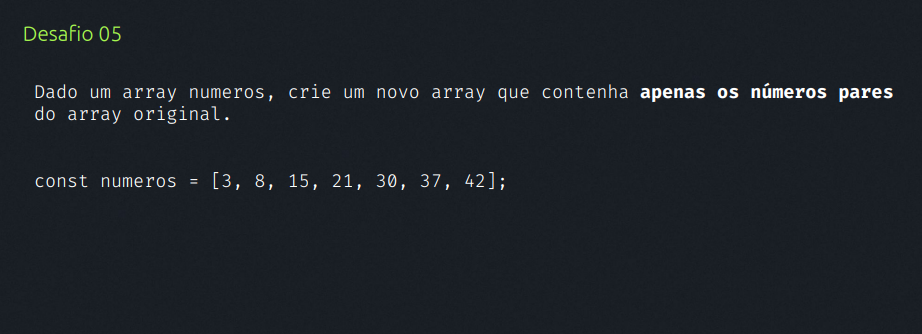 Desafio 05
Dado um array numeros, crie um novo array que contenha apenas os números pares
do array original.
const numeros = [3, 8, 15, 21, 30, 37, 42];